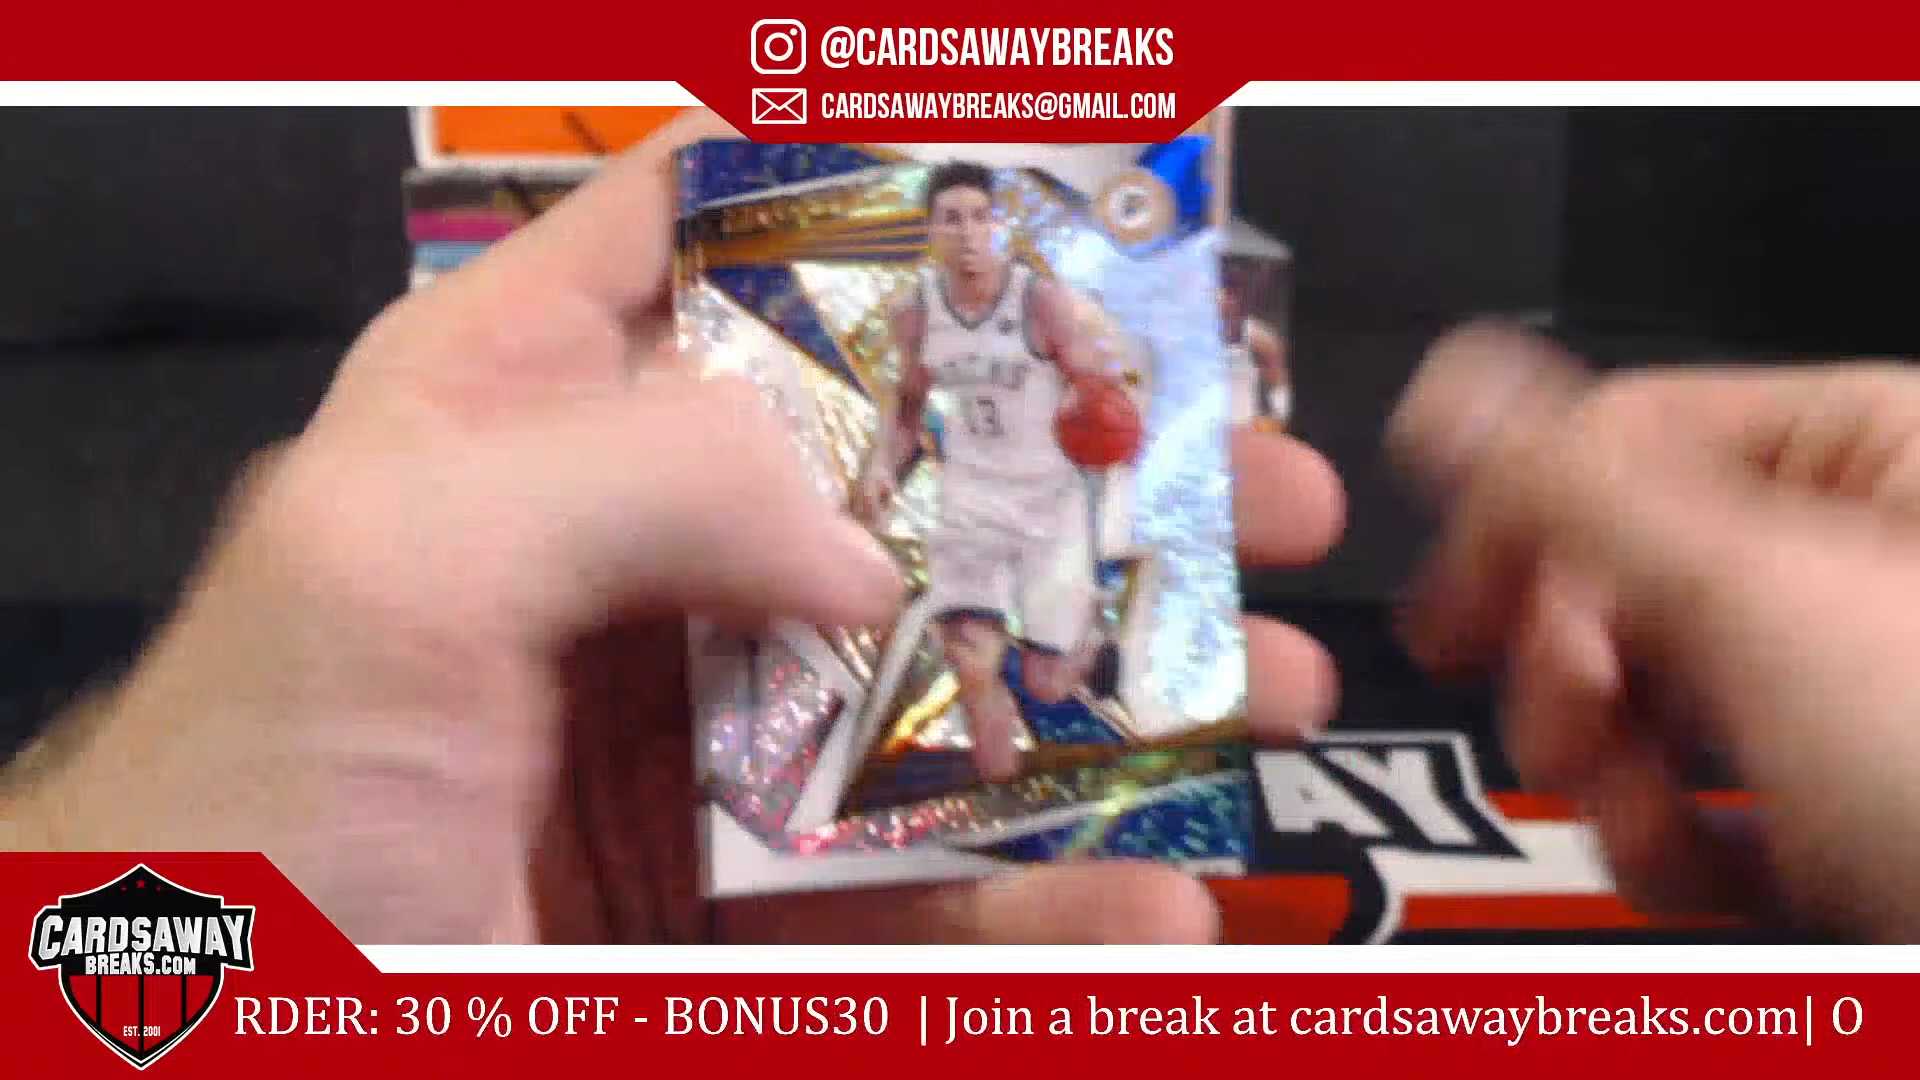 @CARDSAWAYBREAKS
CARDSAWAYBREAKS@GMAIL.COM
13
AY
CARDSAWAY
BREAKS.COM
EST. 2001
RDER: 30 % OFF - BONUS30 | Join a break at cardsawaybreaks.com| O